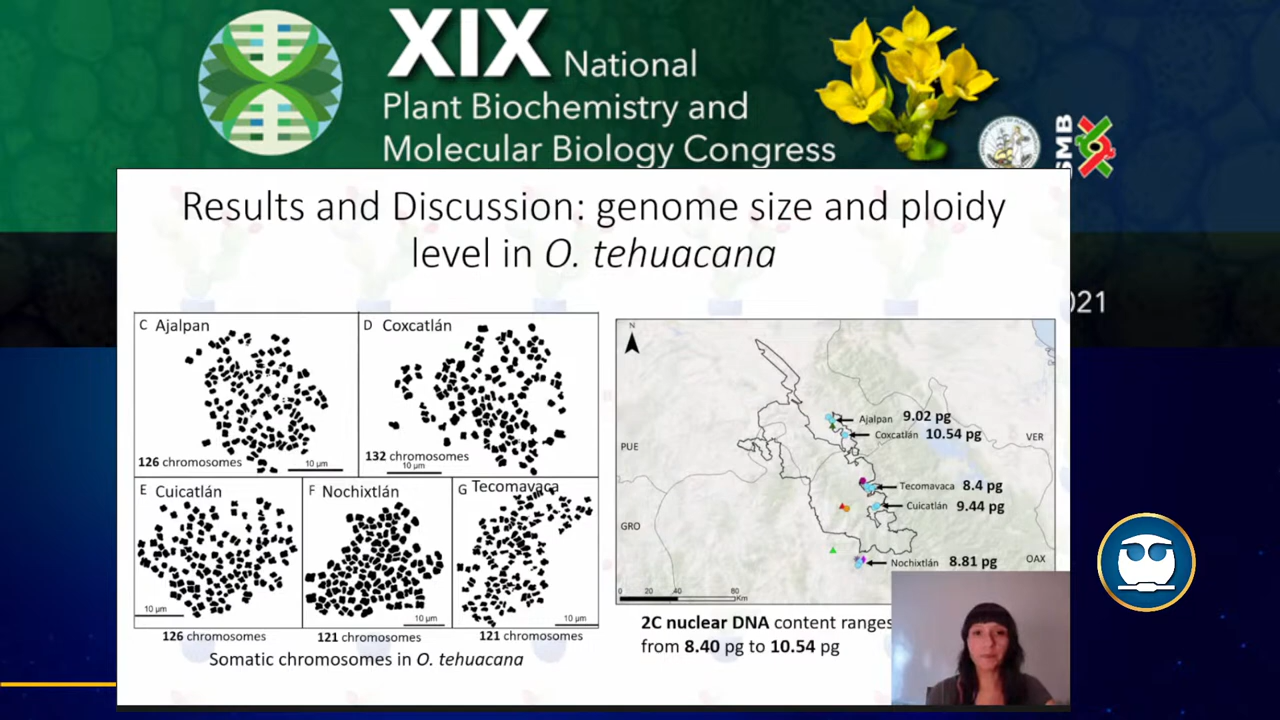 XIX National
Plant Biochemistry and
Molecular Biology Congress
SMB
021
Results and Discussion: genome size and ploidy
level in O. tehuacana
C Ajalpan
126 chromosomes
10 µm
D Coxcatlán
132 chromosomes
10 µm
E Cuicatlán
10 µm
126 chromosomes
F Nochixtlán
10 µm
121 chromosomes
G Tecomavaca
10 µm
121 chromosomes
Somatic chromosomes in O. tehuacana
N
PUE
VER
GRO
OAX
Ajalpan 9.02 pg
Coxcatlán 10.54 pg
Tecomavaca 8.4 pg
Cuicatlán 9.44 pg
Nochixtlán 8.81 pg
0 20 40 80
Km
2C nuclear DNA content ranges
from 8.40 pg to 10.54 pg